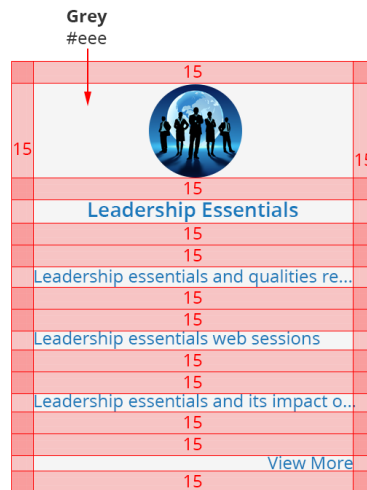 Grey
#eee
15
15
15
15
Leadership Essentials
15
15
Leadership essentials and qualities re...
15
15
Leadership essentials web sessions
15
15
Leadership essentials and its impact o...
15
15
View More
15